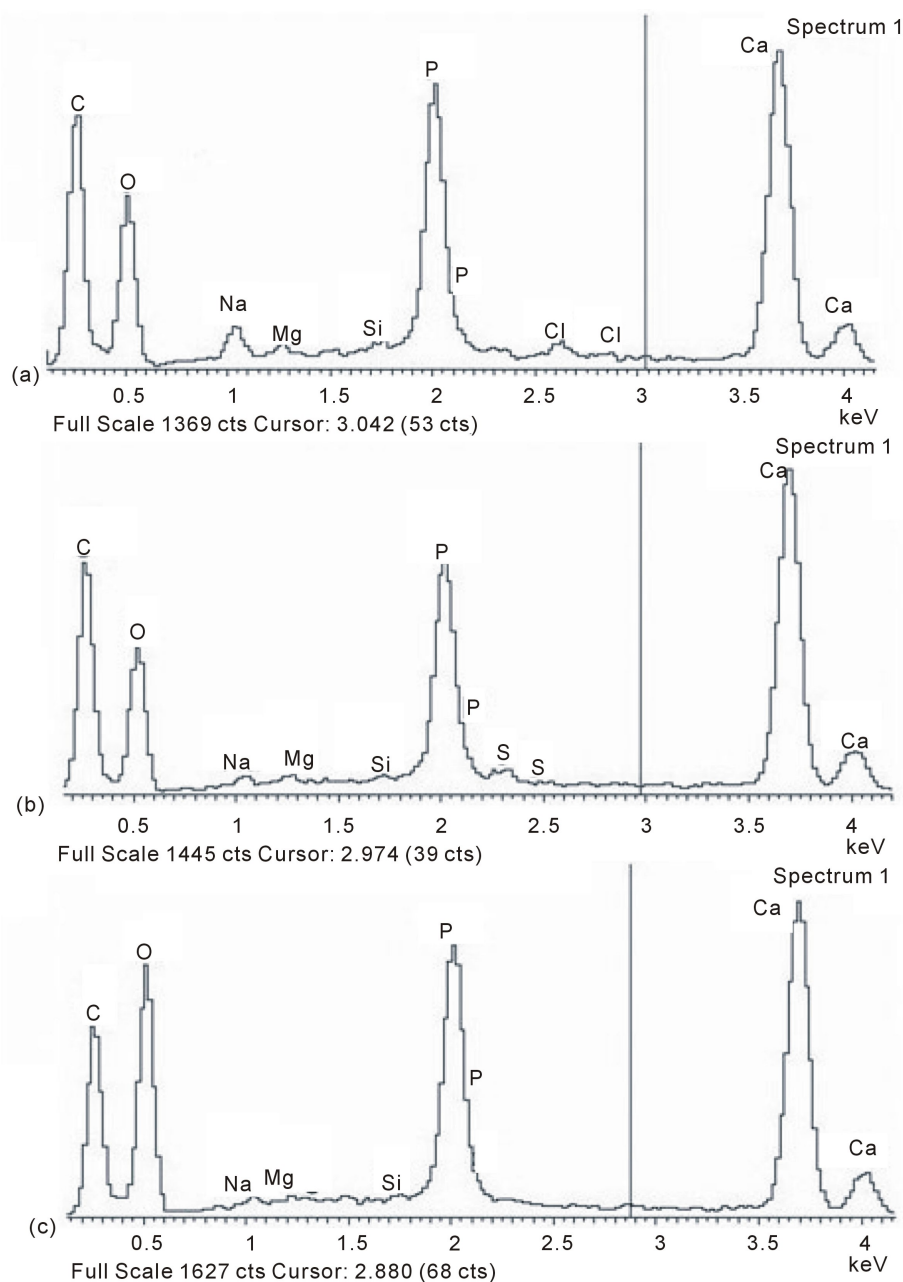 Spectrum 1
Ca
P
C
O
P
Na
Mg
Si
Cl
Cl
Ca
(a)
0.5 1 1.5 2 2.5 3 3.5 4
keV
Full Scale 1369 cts Cursor: 3.042 (53 cts)
Spectrum 1
Ca
C
P
O
P
Na
Mg
Si
S
S
Ca
(b)
0.5 1 1.5 2 2.5 3 3.5 4
keV
Full Scale 1445 cts Cursor: 2.974 (39 cts)
Spectrum 1
Ca
P
O
C
P
Na
Mg
Si
Ca
(c)
0.5 1 1.5 2 2.5 3 3.5 4
keV
Full Scale 1627 cts Cursor: 2.880 (68 cts)